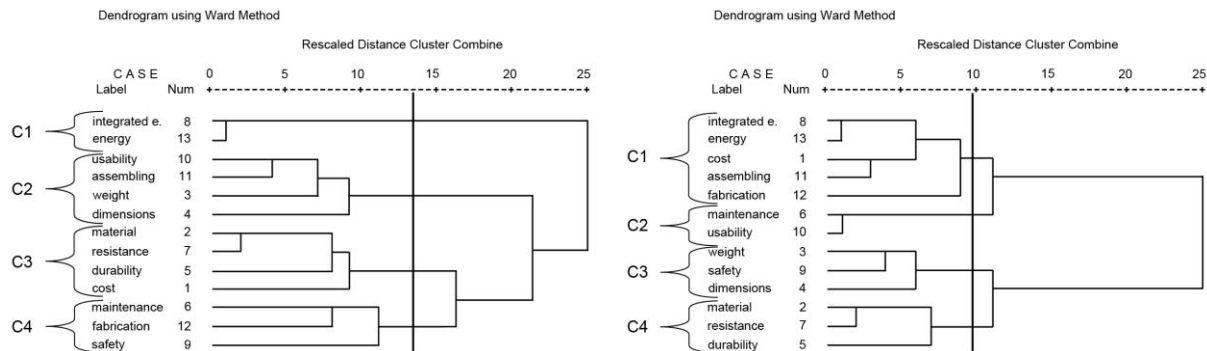 Dendrogram using Ward Method
Rescaled Distance Cluster Combine
C A S E 0 5 10 15 20 25
Label Num
C1
integrated e. 8
energy 13
C2
usability 10
assembling 11
weight 3
dimensions 4
C3
material 2
resistance 7
durability 5
cost 1
C4
maintenance 6
fabrication 12
safety 9
Dendrogram using Ward Method
Rescaled Distance Cluster Combine
C A S E 0 5 10 15 20 25
Label Num
C1
integrated e. 8
energy 13
cost 1
assembling 11
fabrication 12
C2
maintenance 6
usability 10
C3
weight 3
safety 9
dimensions 4
C4
material 2
resistance 7
durability 5